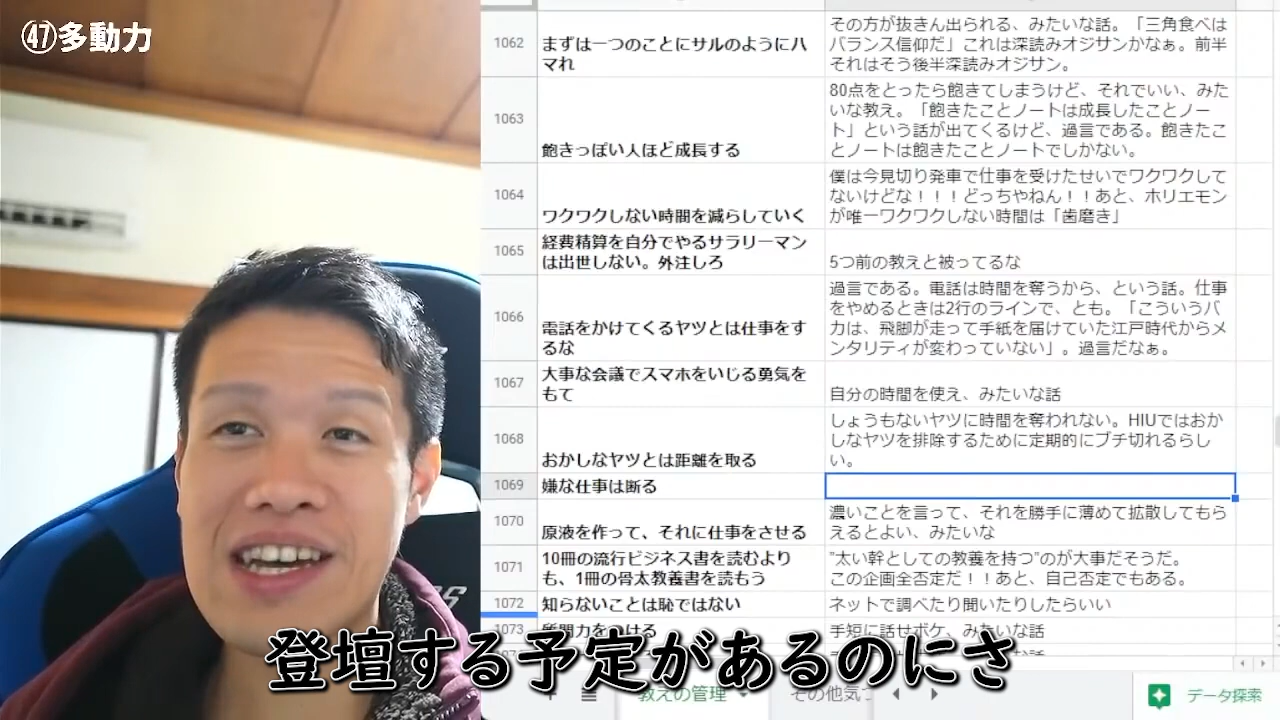 ㊼多動力
1062
まずは一つのことにサルのようにハ
マれ
その方が抜きん出られる、みたいな話。「三角食べは
バランス信仰だ」これは深読みオジサンかなぁ。前半
それはそう後半深読みオジサン。
1063
飽きっぽい人ほど成長する
80点をとったら飽きてしまうけど、それでいい、みた
いな教え。「飽きたことノートは成長したことノー
ト」という話が出てくるけど、過言である。飽きたこ
とノートは飽きたことノートでしかない。
1064
ワクワクしない時間を減らしていく
僕は今見切り発車で仕事を受けたせいでワクワクして
ないけどな！！！どっちやねん！！あと、ホリエモン
が唯一ワクワクしない時間は「歯磨き」
1065
経費精算を自分でやるサラリーマン
は出世しない。外注しろ
5つ前の教えと被ってるな
1066
電話をかけてくるヤツとは仕事をす
るな
過言である。電話は時間を奪うから、という話。仕事
をやめるときは2行のラインで、とも。「こういうバ
カは、飛脚が走って手紙を届けていた江戸時代からメ
ンタリティが変わっていない」。過言だなぁ。
1067
大事な会議でスマホをいじる勇気を
もて
自分の時間を使え、みたいな話
1068
おかしなヤツとは距離を取る
しょうもないヤツに時間を奪われない。HIUではおか
しなヤツを排除するために定期的にブチ切れるらし
い。
1069
嫌な仕事は断る
1070
原液を作って、それに仕事をさせる
濃いことを言って、それを勝手に薄めて拡散してもら
えるとよい、みたいな
1071
10冊の流行ビジネス書を読むより
も、1冊の骨太教養書を読もう
”太い幹としての教養を持つ”のが大事だそうだ。
この企画全否定だ！！あと、自己否定でもある。
1072
知らないことは恥ではない
ネットで調べたり聞いたりしたらいい
1073
質問力をつける
手短に話せボケ、みたいな話
登壇する予定があるのにさ
教えの管理
その他気づ
データ探索